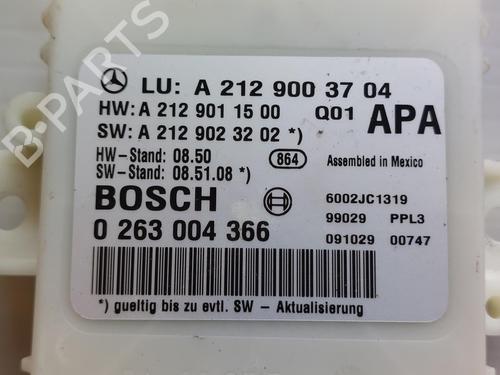 LU: A 212 900 37 04
HW: A 212 901 15 00 Q01 APA
SW: A 212 902 32 02 *)
HW-Stand: 08.50 864 Assembled in Mexico
SW-Stand: 08.51.08 *)
BOSCH 6002JC1319
0 263 004 366 99029 PPL3
091029 00747
*) gueltig bis zu evtl. SW - Aktualisierung
B-PARTS